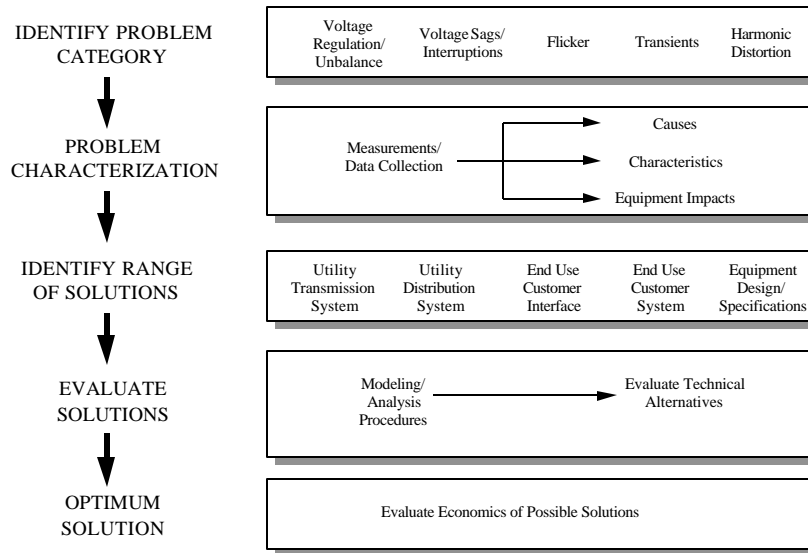 IDENTIFY PROBLEM
CATEGORY
Voltage
Regulation/
Unbalance
Voltage Sags/
Interruptions
Flicker
Transients
Harmonic
Distortion
PROBLEM
CHARACTERIZATION
Measurements/
Data Collection
Causes
Characteristics
Equipment Impacts
IDENTIFY RANGE
OF SOLUTIONS
Utility
Transmission
System
Utility
Distribution
System
End Use
Customer
Interface
End Use
Customer
System
Equipment
Design/
Specifications
EVALUATE
SOLUTIONS
Modeling/
Analysis
Procedures
Evaluate Technical
Alternatives
OPTIMUM
SOLUTION
Evaluate Economics of Possible Solutions